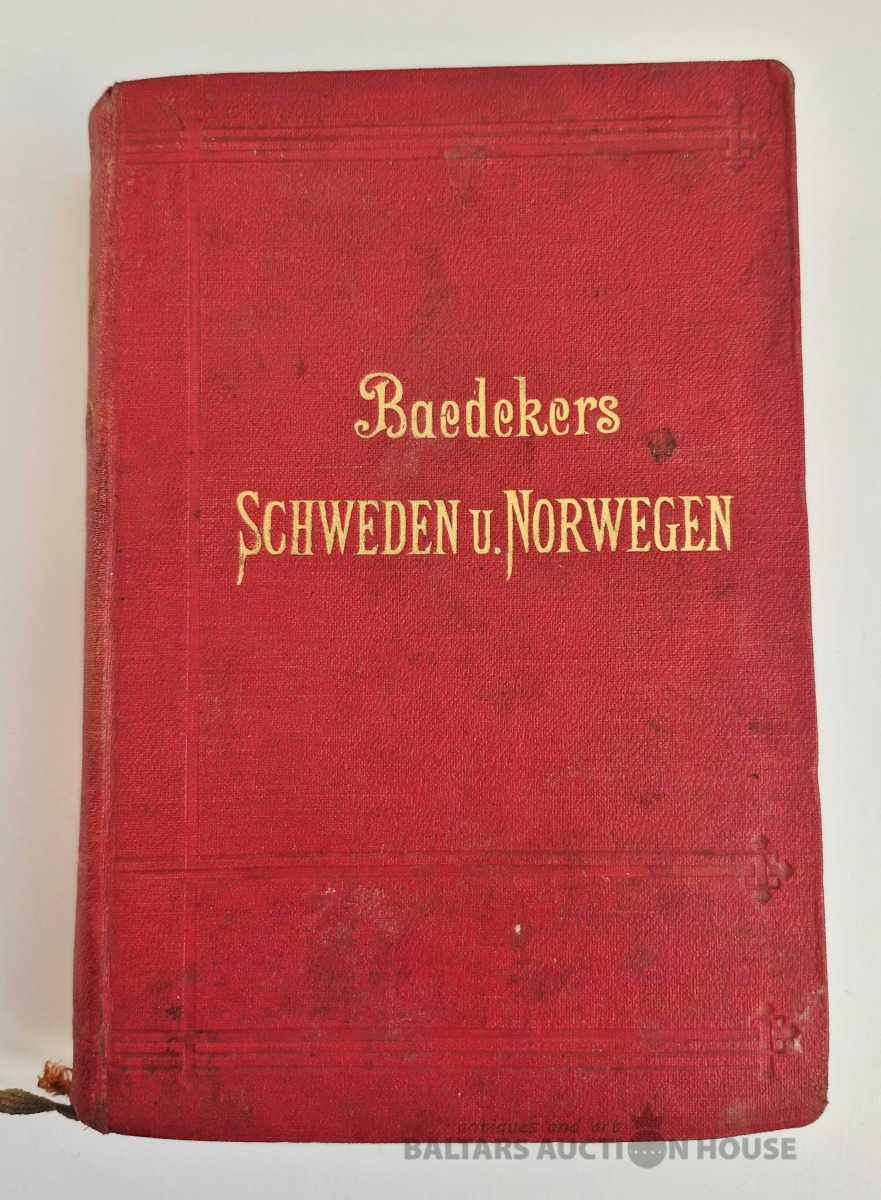 Baedekers
SCHWEDEN U. NORWEGEN
antiques and art
BALTARS AUCTION HOUSE